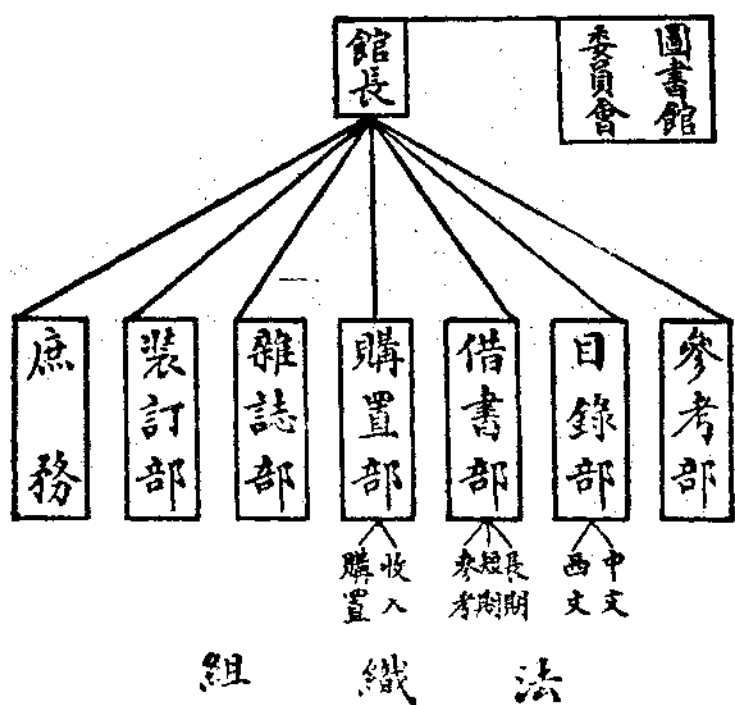 圖書館
委員會
館長
參考部
目錄部
借書部
購置部
雜誌部
裝訂部
庶務
中文
西文
長期
短期
參考
收入
購置
組織法